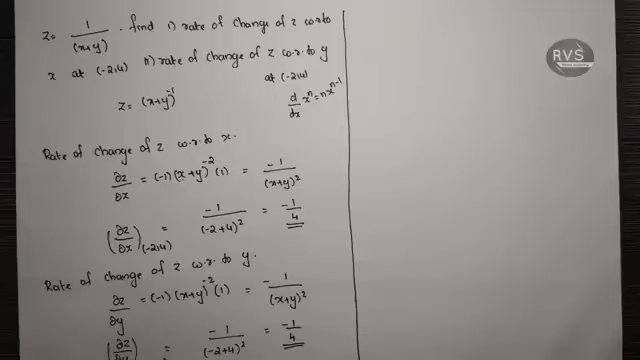 z = 1/(x+y) . find i) rate of change of z w.r.to
x at (-2,4) ii) rate of change of z w.r.to y
at (-2,4)
z = (x+y)^-1
d/dx x^n = nx^n-1
Rate of change of z w.r.to x.
∂z/∂x = (-1)(x+y)^-2 (1) = -1/(x+y)^2
(∂z/∂x)(-2,4) = -1/(-2+4)^2 = -1/4
Rate of change of z w.r.to y.
∂z/∂y = (-1)(x+y)^-2 (1) = - 1/(x+y)^2
(∂z/∂y = -1/(-2+4)^2 = -1/4
RVS